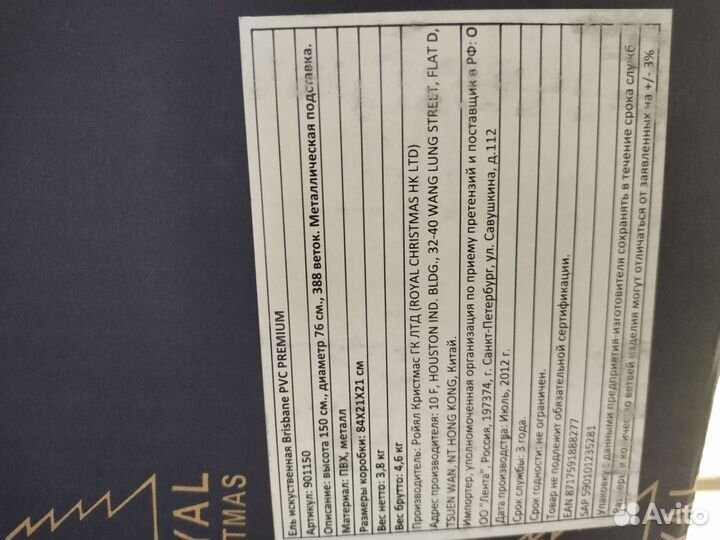 Ель искуственная Brisbane PVC PREMIUM
Артикул: 901150
Описание: высота 150 см., диаметр 76 см., 388 веток. Металлическая подставка.
Материал: ПВХ, металл
Размеры коробки: 84X21X21 см
Вес нетто: 3,8 кг
Вес брутто: 4,6 кг
Производитель: Ройял Кристмас ГК ЛТД (ROYAL CHRISTMAS HK LTD)
Адрес производителя: 10 F, HOUSTON IND. BLDG., 32-40 WANG LUNG STREET, FLAT D,
TSUEN WAN, NT HONG KONG, Китай.
Импортер, уполномоченная организация по приему претензий и поставщик в РФ: О
ОО "Лента", Россия, 197374, г. Санкт-Петербург, ул. Савушкина, д.112
Дата производства: Июль, 2012 г.
Срок службы: 3 года.
Срок годности: не ограничен.
Товар не подлежит обязательной сертификации.
EAN 8717591888277
SAP 590101235281
Упаковку с данными предприятия-изготовителя сохранять в течение срока служб
и количество ветвей изделия могут отличаться от заявленных на +/- 3%
YAL
STMAS
Avito